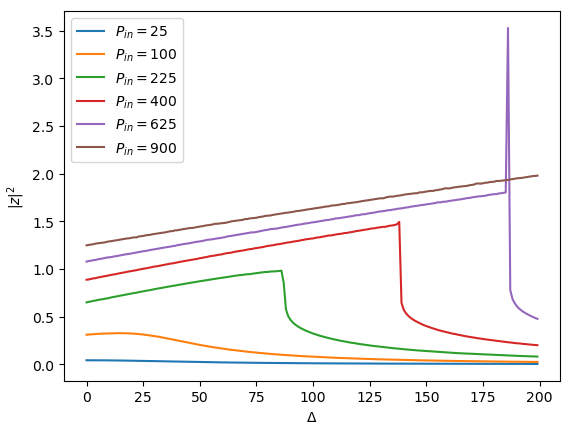 3.5
3.0
2.5
2.0
1.5
1.0
0.5
0.0
|z|²
P_in = 25
P_in = 100
P_in = 225
P_in = 400
P_in = 625
P_in = 900
0 25 50 75 100 125 150 175 200
Δ